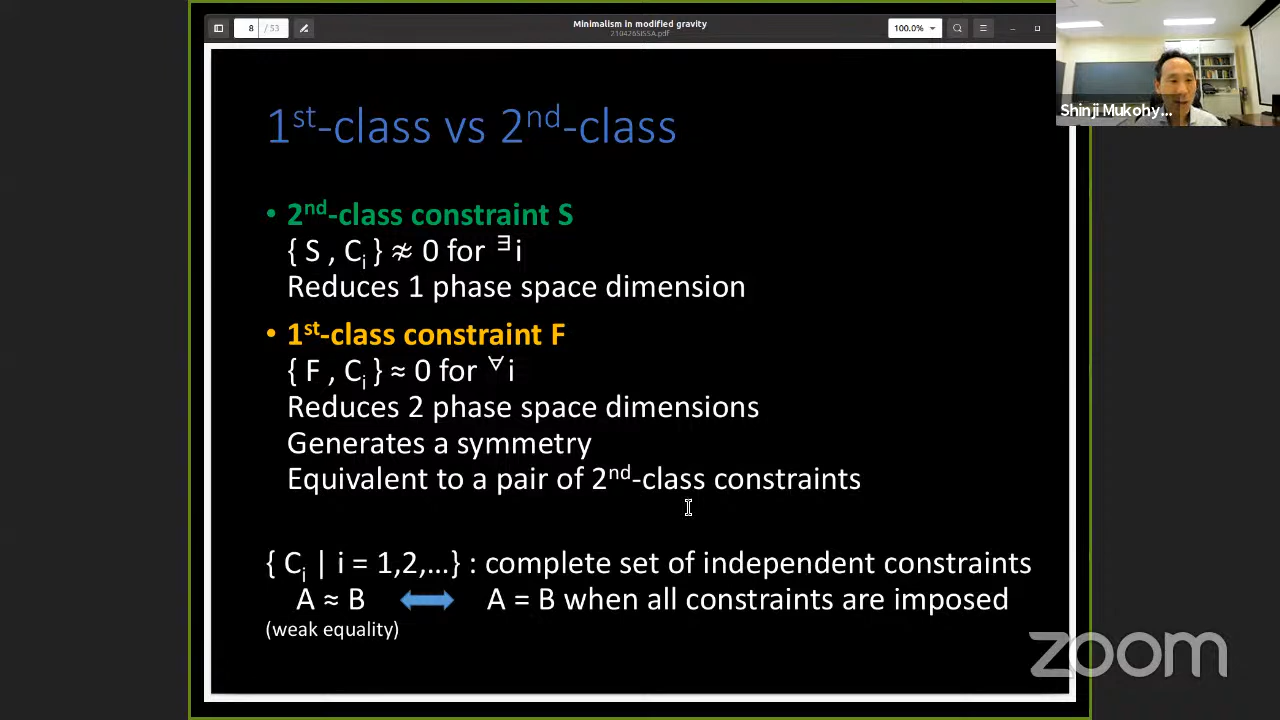 8 / 53
Minimalism in modified gravity
210426SISSA.pdf
100.0%
Shinji Mukohy...
1st-class vs 2nd-class
• 2nd-class constraint S
{ S , Ci } ≉ 0 for ∃i
Reduces 1 phase space dimension
• 1st-class constraint F
{ F , Ci } ≈ 0 for ∀i
Reduces 2 phase space dimensions
Generates a symmetry
Equivalent to a pair of 2nd-class constraints
{ Ci | i = 1,2,...} : complete set of independent constraints
A ≈ B A = B when all constraints are imposed
(weak equality)
zoom